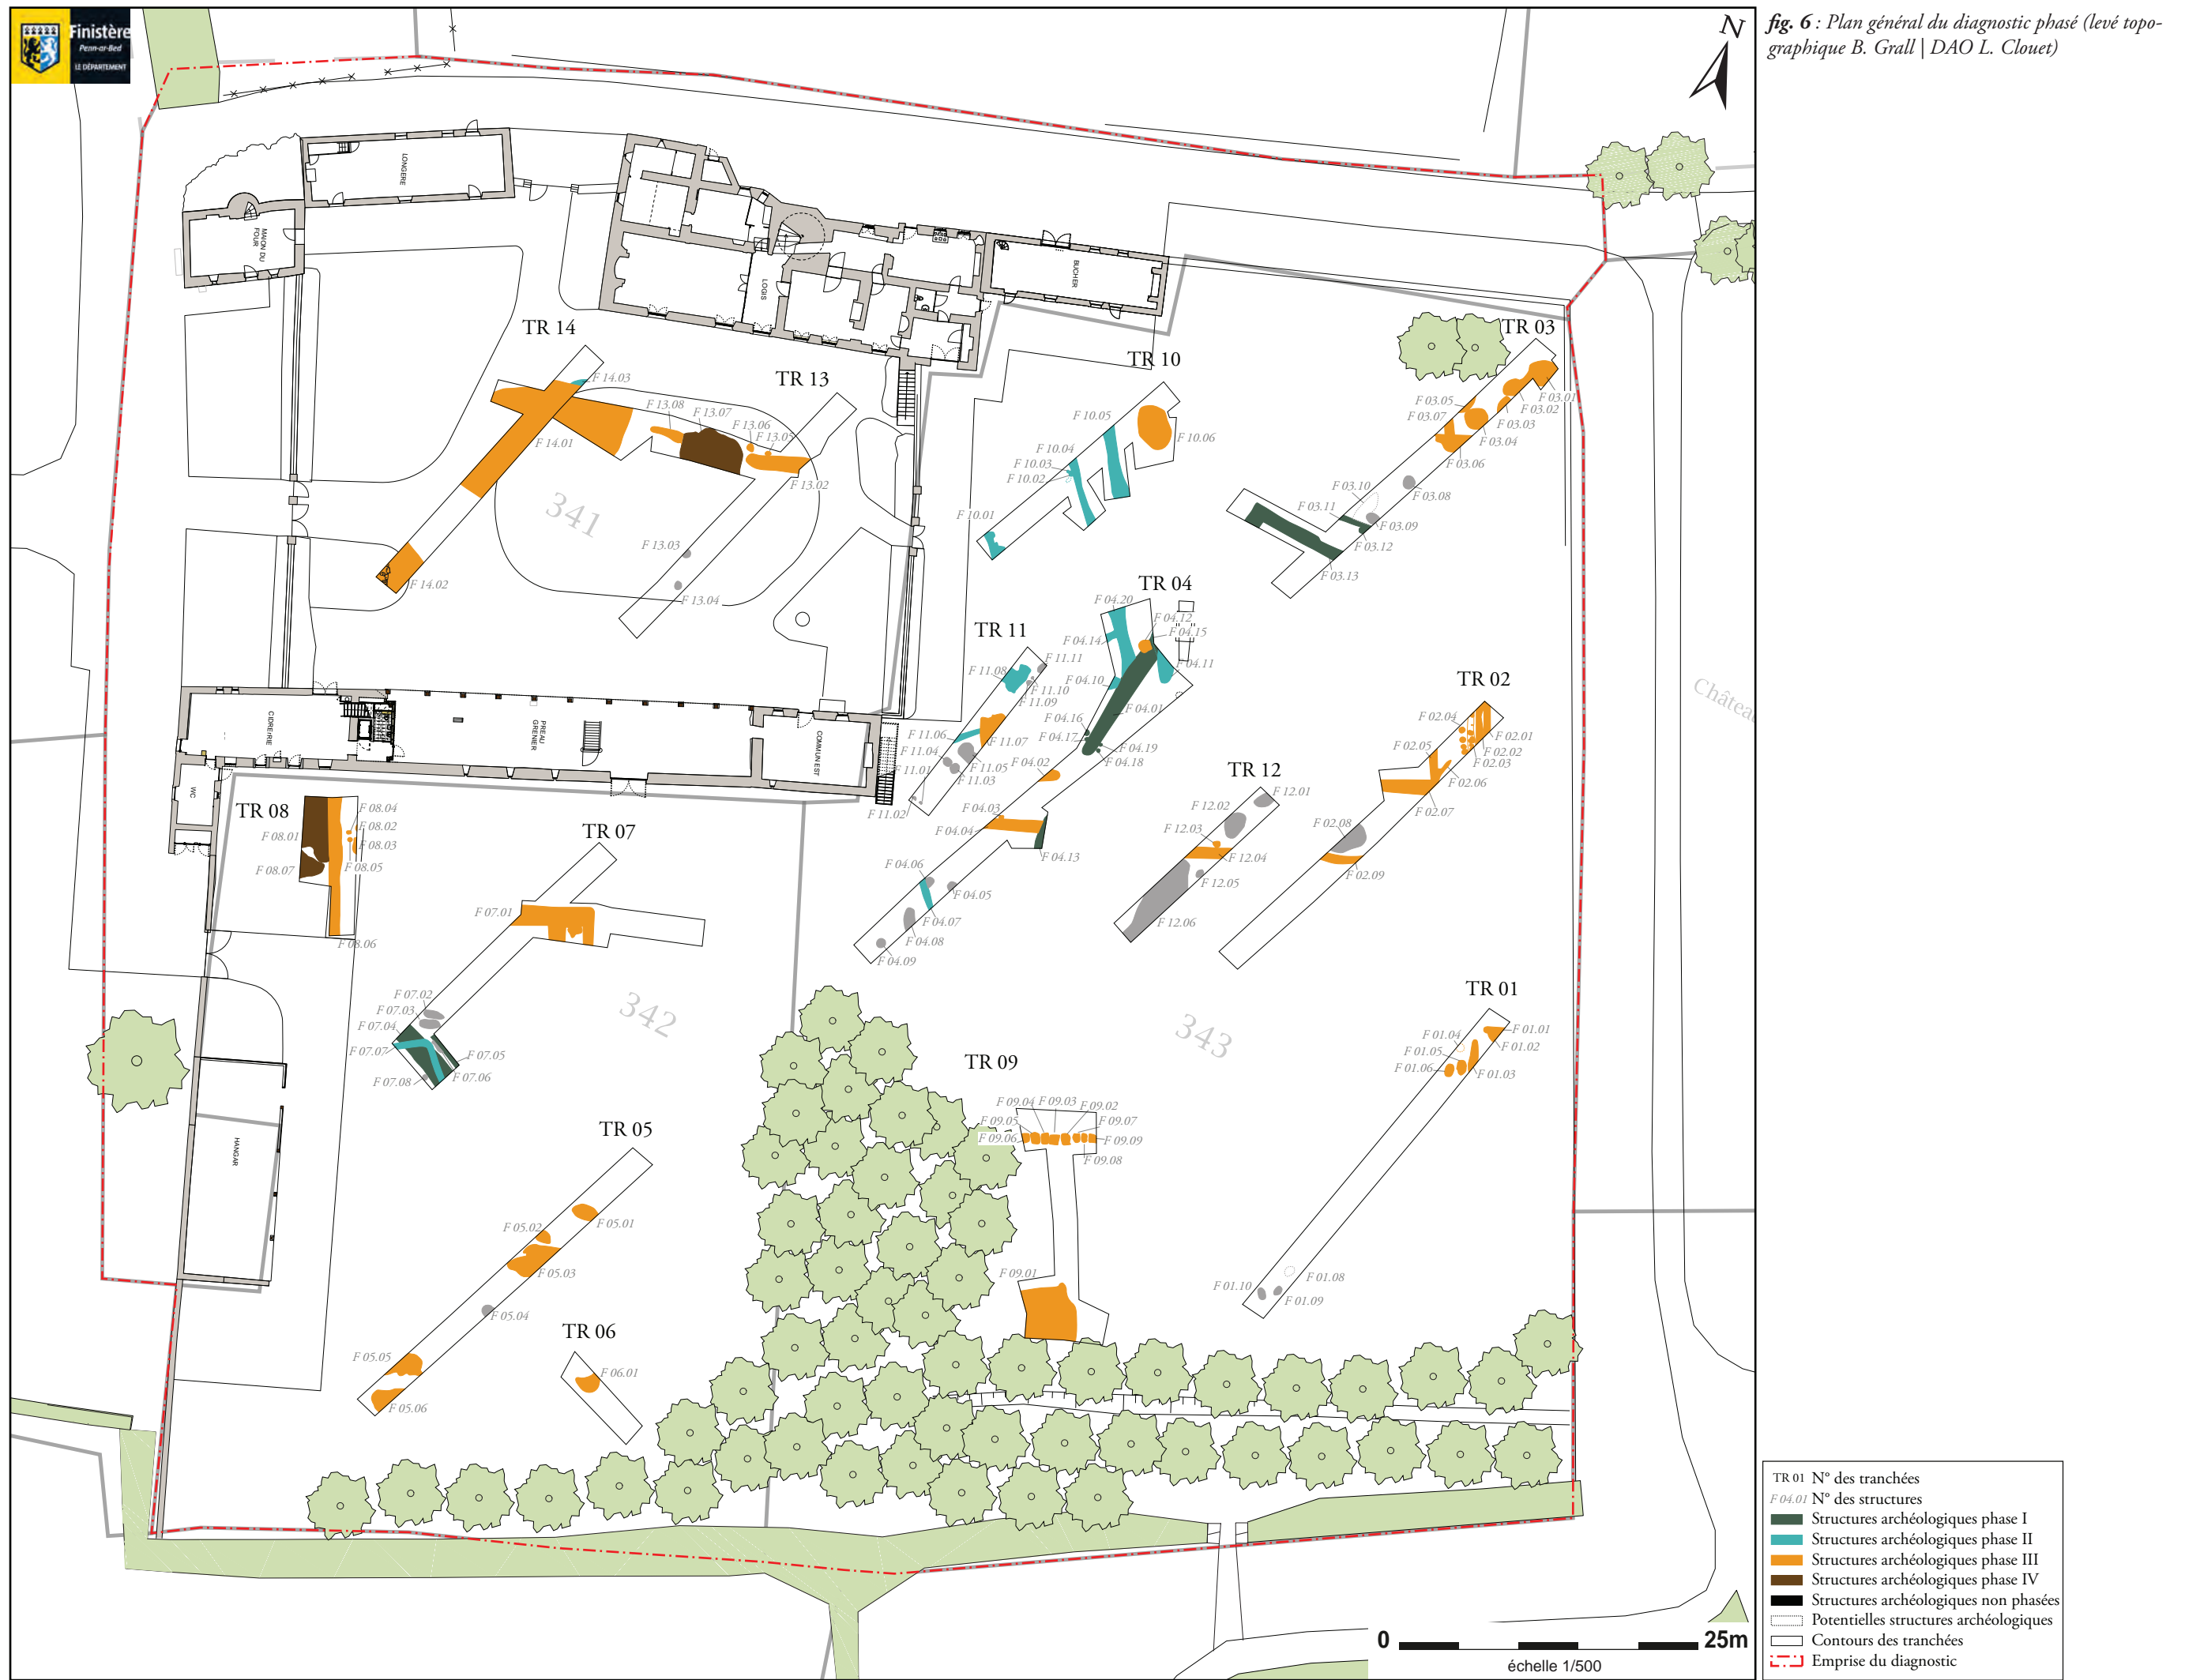 Finistère
Penn-ar-Bed
LE DÉPARTEMENT
N
fig. 6 : Plan général du diagnostic phasé (levé topo-
graphique B. Grall | DAO L. Clouet)
LONGERE
MAION DU
FOUR
LOGIS
BUCHER
TR 14
F 14.03
F 14.01
F 14.02
TR 13
F 13.08
F 13.07
F 13.06
F 13.05
F 13.02
F 13.03
F 13.04
341
TR 10
F 10.05
F 10.06
F 10.04
F 10.03
F 10.02
F 10.01
TR 03
F 03.01
F 03.02
F 03.05
F 03.07
F 03.03
F 03.04
F 03.06
F 03.08
F 03.10
F 03.11
F 03.09
F 03.12
F 03.13
TR 04
F 04.20
F 04.12
F 04.15
F 04.14
F 04.11
F 04.10
F 04.01
F 04.16
F 04.17
F 04.19
F 04.18
F 04.02
F 04.03
F 04.04
F 04.13
F 04.06
F 04.05
F 04.07
F 04.08
F 04.09
TR 11
F 11.11
F 11.08
F 11.10
F 11.09
F 11.06
F 11.07
F 11.04
F 11.05
F 11.01
F 11.03
F 11.02
TR 02
F 02.04
F 02.01
F 02.02
F 02.03
F 02.05
F 02.06
F 02.07
F 02.08
F 02.09
Château
TR 12
F 12.01
F 12.02
F 12.03
F 12.04
F 12.05
F 12.06
CIDRERIE
PREAU
GRENIER
COMMUN EST
WC
TR 08
F 08.04
F 08.02
F 08.01
F 08.03
F 08.07
F 08.05
F 08.06
TR 07
F 07.01
F 07.02
F 07.03
F 07.04
F 07.07
F 07.05
F 07.06
F 07.08
342
343
HANGAR
TR 01
F 01.01
F 01.04
F 01.02
F 01.05
F 01.06
F 01.03
F 01.08
F 01.10
F 01.09
TR 09
F 09.04
F 09.03
F 09.02
F 09.05
F 09.07
F 09.06
F 09.09
F 09.08
F 09.01
TR 05
F 05.01
F 05.02
F 05.03
F 05.04
F 05.05
F 05.06
TR 06
F 06.01
0
25m
échelle 1/500
TR 01 N° des tranchées
F 04.01 N° des structures
Structures archéologiques phase I
Structures archéologiques phase II
Structures archéologiques phase III
Structures archéologiques phase IV
Structures archéologiques non phasées
Potentielles structures archéologiques
Contours des tranchées
Emprise du diagnostic